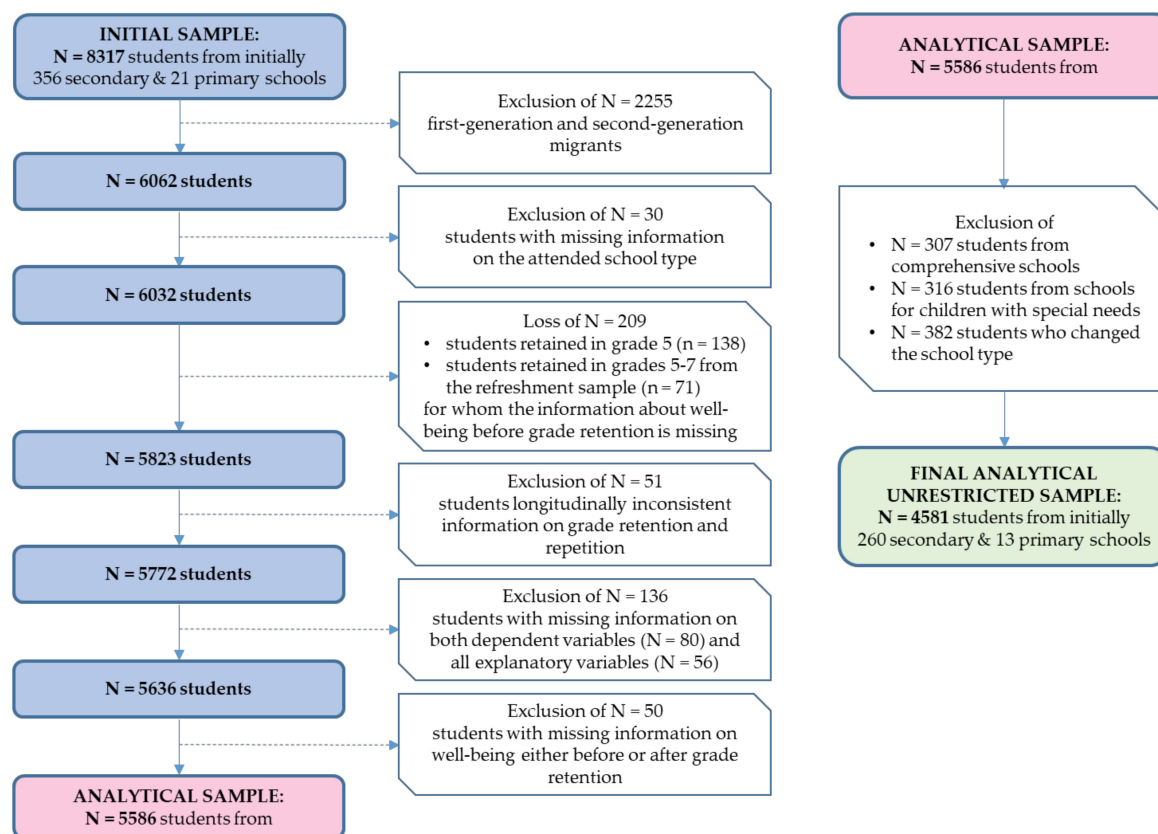 INITIAL SAMPLE:
N = 8317 students from initially
356 secondary & 21 primary schools
Exclusion of N = 2255
first-generation and second-generation
migrants
N = 6062 students
Exclusion of N = 30
students with missing information
on the attended school type
N = 6032 students
Loss of N = 209
• students retained in grade 5 (n = 138)
• students retained in grades 5-7 from
the refreshment sample (n = 71)
for whom the information about well-
being before grade retention is missing
N = 5823 students
Exclusion of N = 51
students longitudinally inconsistent
information on grade retention and
repetition
N = 5772 students
Exclusion of N = 136
students with missing information on
both dependent variables (N = 80) and
all explanatory variables (N = 56)
N = 5636 students
Exclusion of N = 50
students with missing information on
well-being either before or after grade
retention
ANALYTICAL SAMPLE:
N = 5586 students from
ANALYTICAL SAMPLE:
N = 5586 students from
Exclusion of
• N = 307 students from
comprehensive schools
• N = 316 students from schools
for children with special needs
• N = 382 students who changed
the school type
FINAL ANALYTICAL
UNRESTRICTED SAMPLE:
N = 4581 students from initially
260 secondary & 13 primary schools